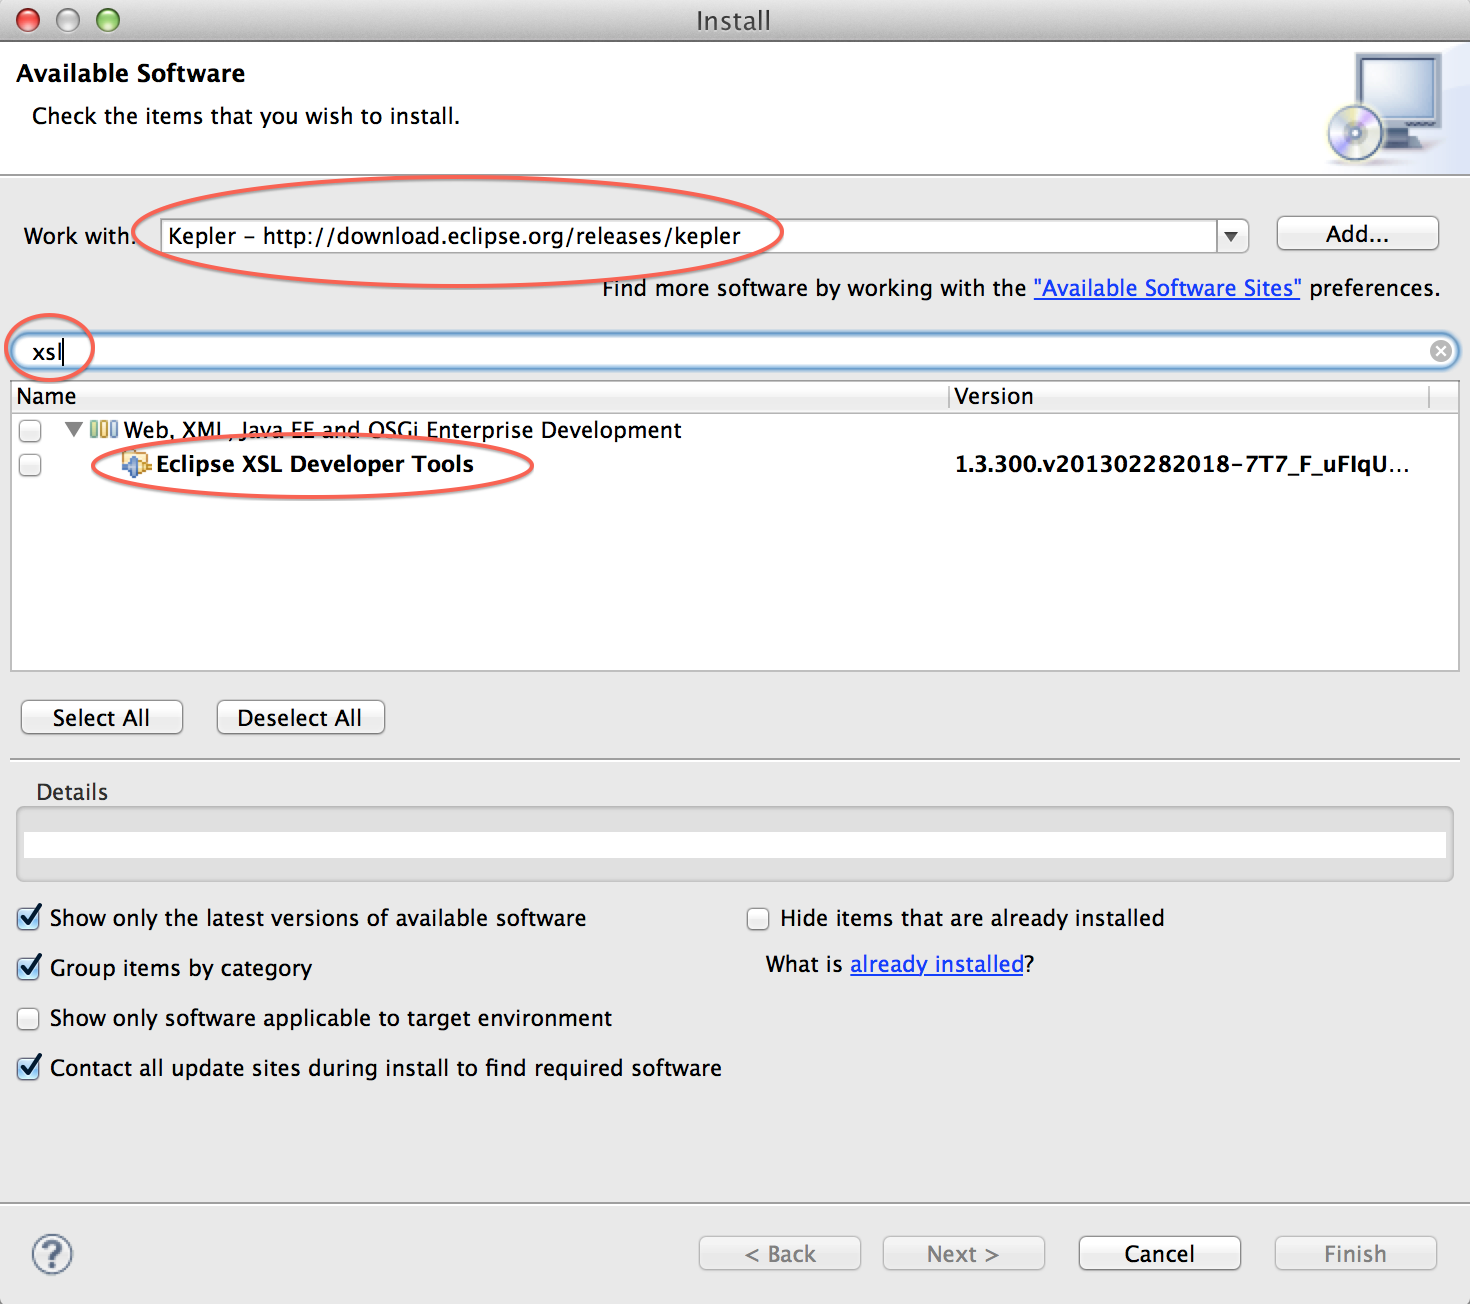 Install
Available Software
Check the items that you wish to install.
Work with: Kepler - http://download.eclipse.org/releases/kepler Add...
Find more software by working with the "Available Software Sites" preferences.
xsl
Name Version
Web, XML, Java EE and OSGi Enterprise Development
Eclipse XSL Developer Tools 1.3.300.v201302282018-7T7_F_uFIqU...
Select All Deselect All
Details
Show only the latest versions of available software Hide items that are already installed
Group items by category What is already installed?
Show only software applicable to target environment
Contact all update sites during install to find required software
? < Back Next > Cancel Finish